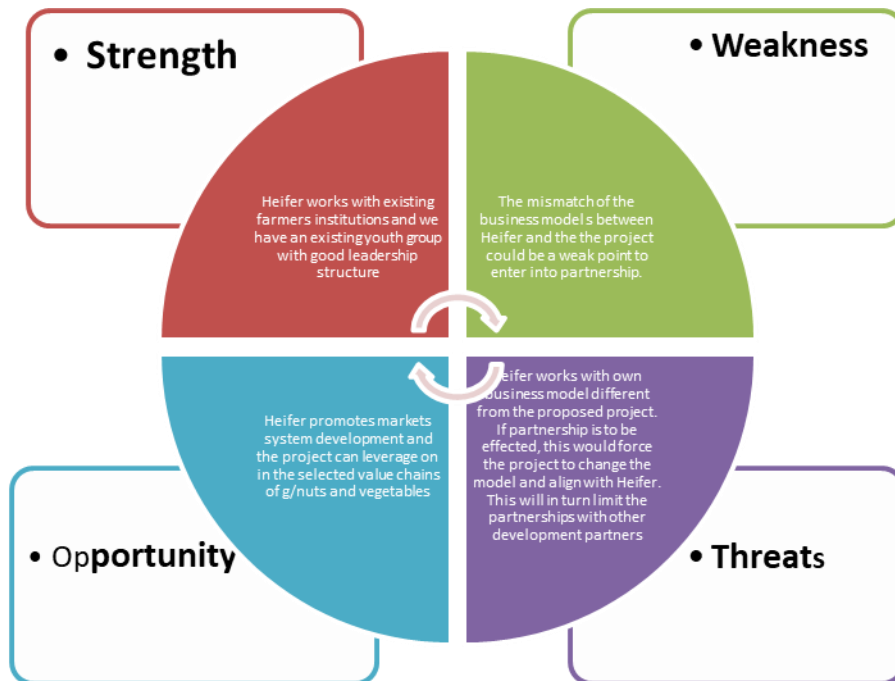 • Strength
• Weakness
Heifer works with existing
farmers institutions and we
have an existing youth group
with good leadership
structure
The mismatch of the
business models between
Heifer and the the project
could be a weak point to
enter into partnership.
Heifer promotes markets
system development and
the project can leverage on
in the selected value chains
of g/nuts and vegetables
Heifer works with own
business model different
from the proposed project.
If partnership is to be
effected, this would force
the project to change the
model and align with Heifer.
This will in turn limit the
partnerships with other
development partners
• Opportunity
• Threats